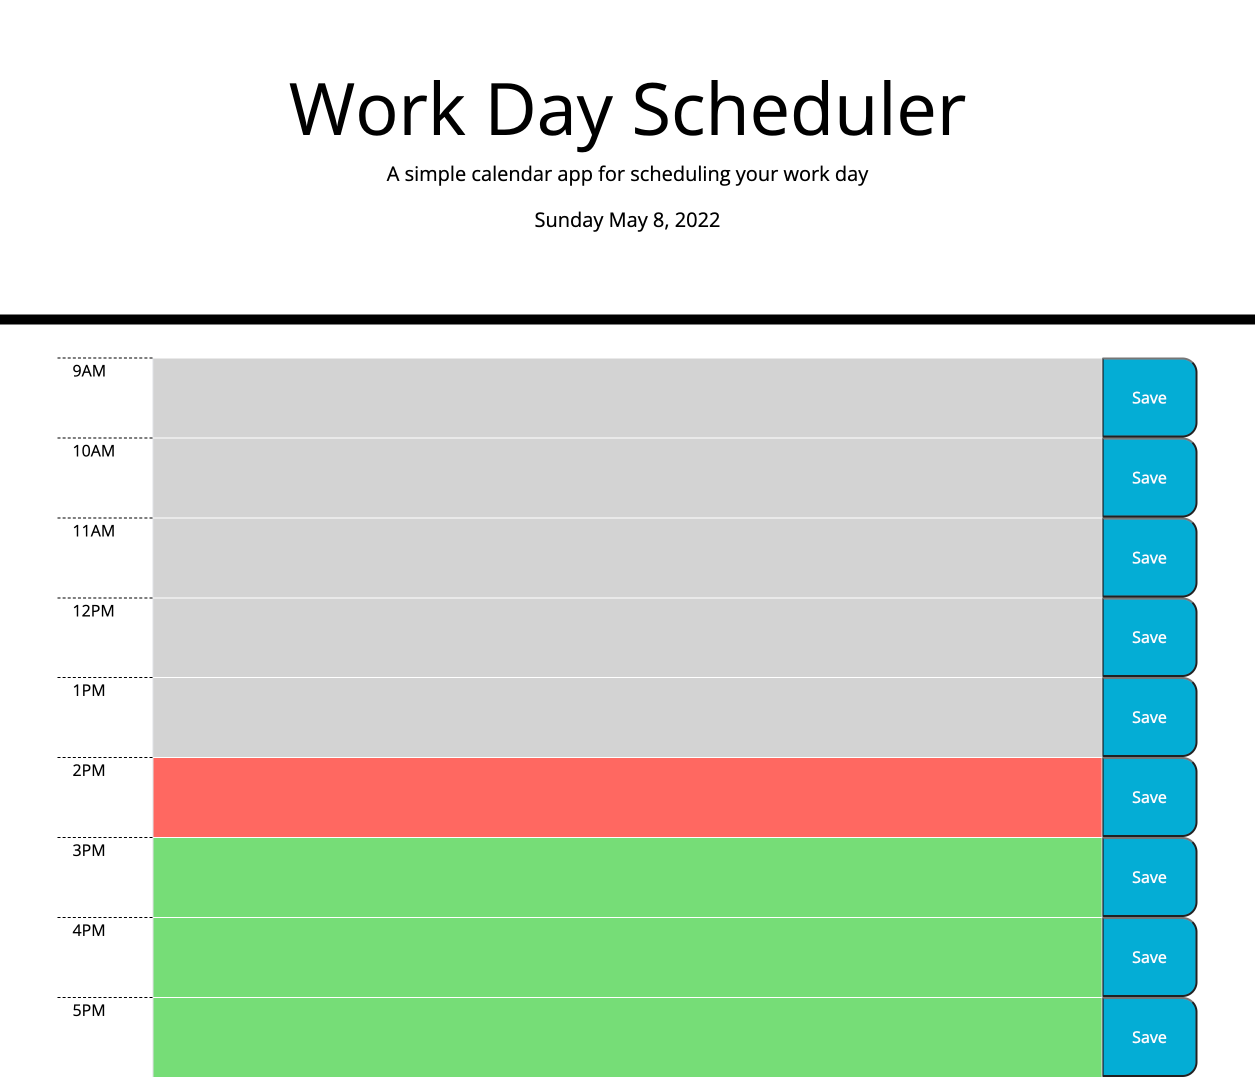 Work Day Scheduler
A simple calendar app for scheduling your work day
Sunday May 8, 2022
9AM
Save
10AM
Save
11AM
Save
12PM
Save
1PM
Save
2PM
Save
3PM
Save
4PM
Save
5PM
Save